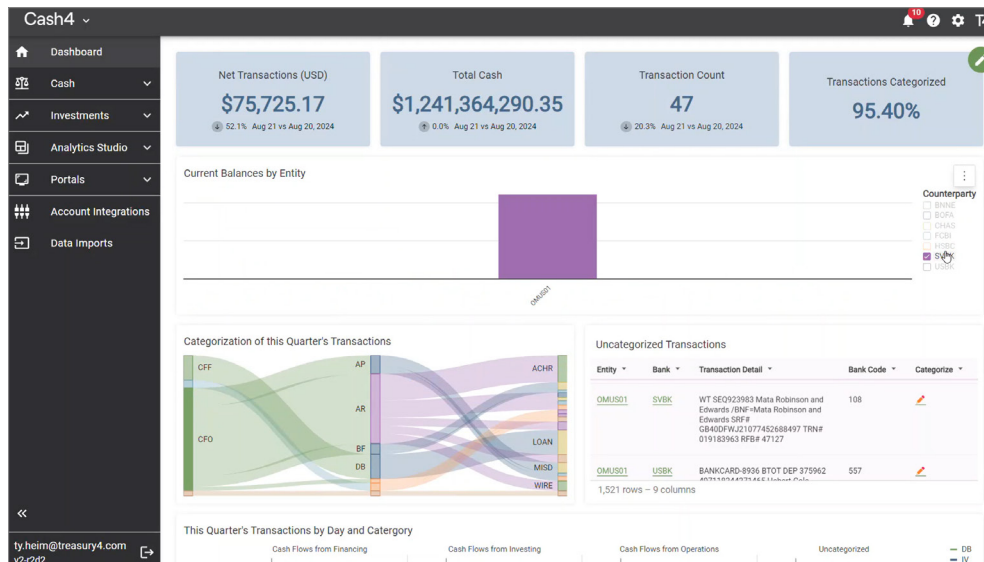 Cash4
10
Dashboard
Cash
Investments
Analytics Studio
Portals
Account Integrations
Data Imports
«
ty.heim@treasury4.com
v2-r2d2
Net Transactions (USD)
$75,725.17
52.1% Aug 21 vs Aug 20, 2024
Total Cash
$1,241,364,290.35
0.0% Aug 21 vs Aug 20, 2024
Transaction Count
47
20.3% Aug 21 vs Aug 20, 2024
Transactions Categorized
95.40%
Current Balances by Entity
OMUS01
Counterparty
BNNE
BOFA
CHAS
FCBI
HSBC
SVBK
USBK
Categorization of this Quarter's Transactions
CFF
CFO
AP
AR
BF
DB
ACHR
LOAN
MISD
WIRE
Uncategorized Transactions
Entity Bank Transaction Detail Bank Code Categorize
OMUS01 SVBK WT SEQ923983 Mata Robinson and 108
Edwards /BNF=Mata Robinson and
Edwards SRF#
GB40DFWJ21077452688497 TRN#
019183963 RFB# 47127
OMUS01 USBK BANKCARD-8936 BTOT DEP 375962 557
1,521 rows – 9 columns
This Quarter's Transactions by Day and Catergory
Cash Flows from Financing
Cash Flows from Investing
Cash Flows from Operations
Uncategorized
DB
IV